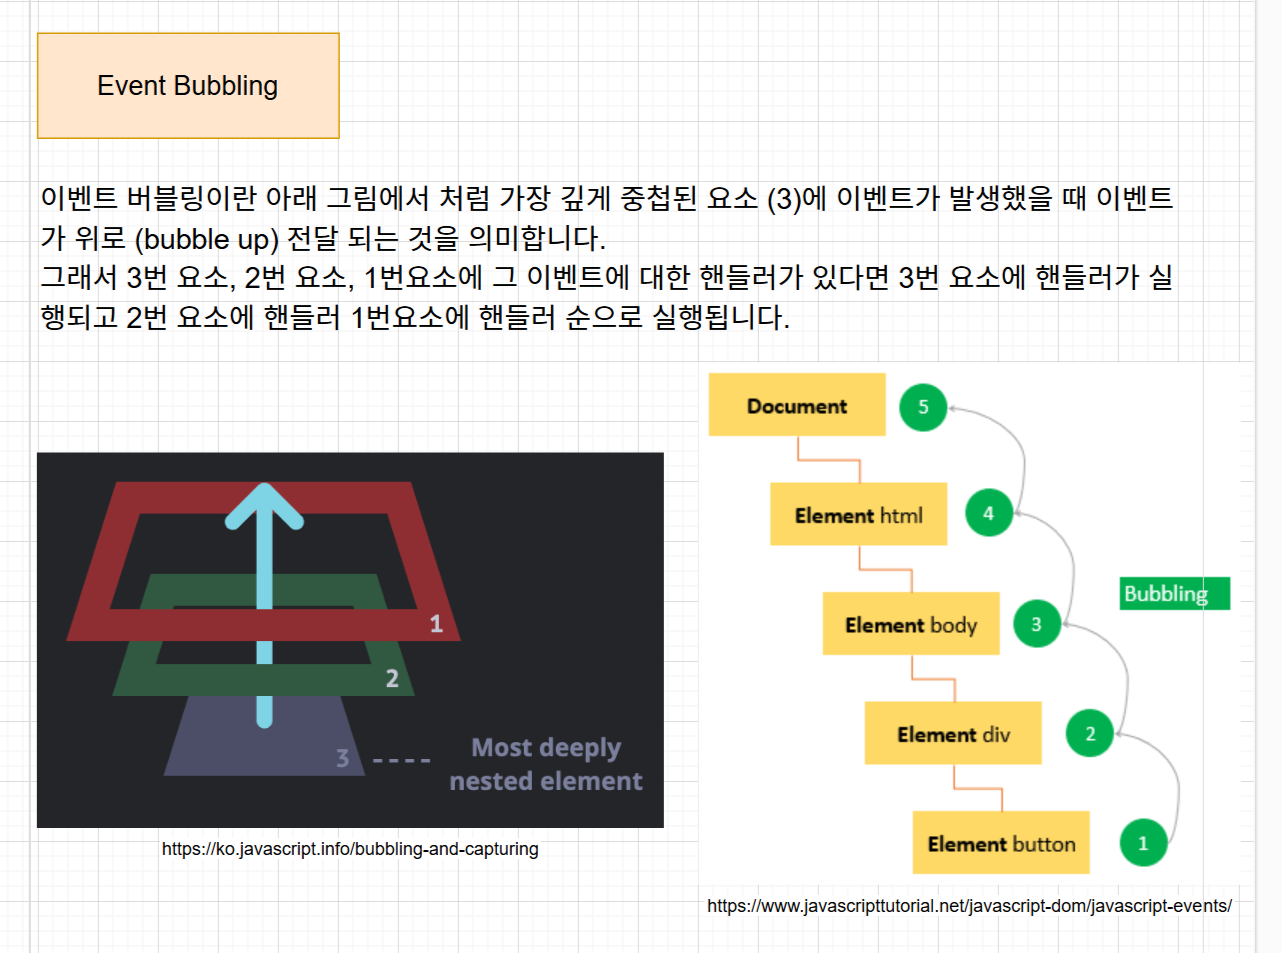 Event Bubbling
이벤트 버블링이란 아래 그림에서 처럼 가장 깊게 중첩된 요소 (3)에 이벤트가 발생했을 때 이벤트
가 위로 (bubble up) 전달 되는 것을 의미합니다.
그래서 3번 요소, 2번 요소, 1번요소에 그 이벤트에 대한 핸들러가 있다면 3번 요소에 핸들러가 실
행되고 2번 요소에 핸들러 1번요소에 핸들러 순으로 실행됩니다.
1
2
3
Most deeply
nested element
https://ko.javascript.info/bubbling-and-capturing
Document
5
Element html
4
Bubbling
Element body
3
Element div
2
Element button
1
https://www.javascripttutorial.net/javascript-dom/javascript-events/